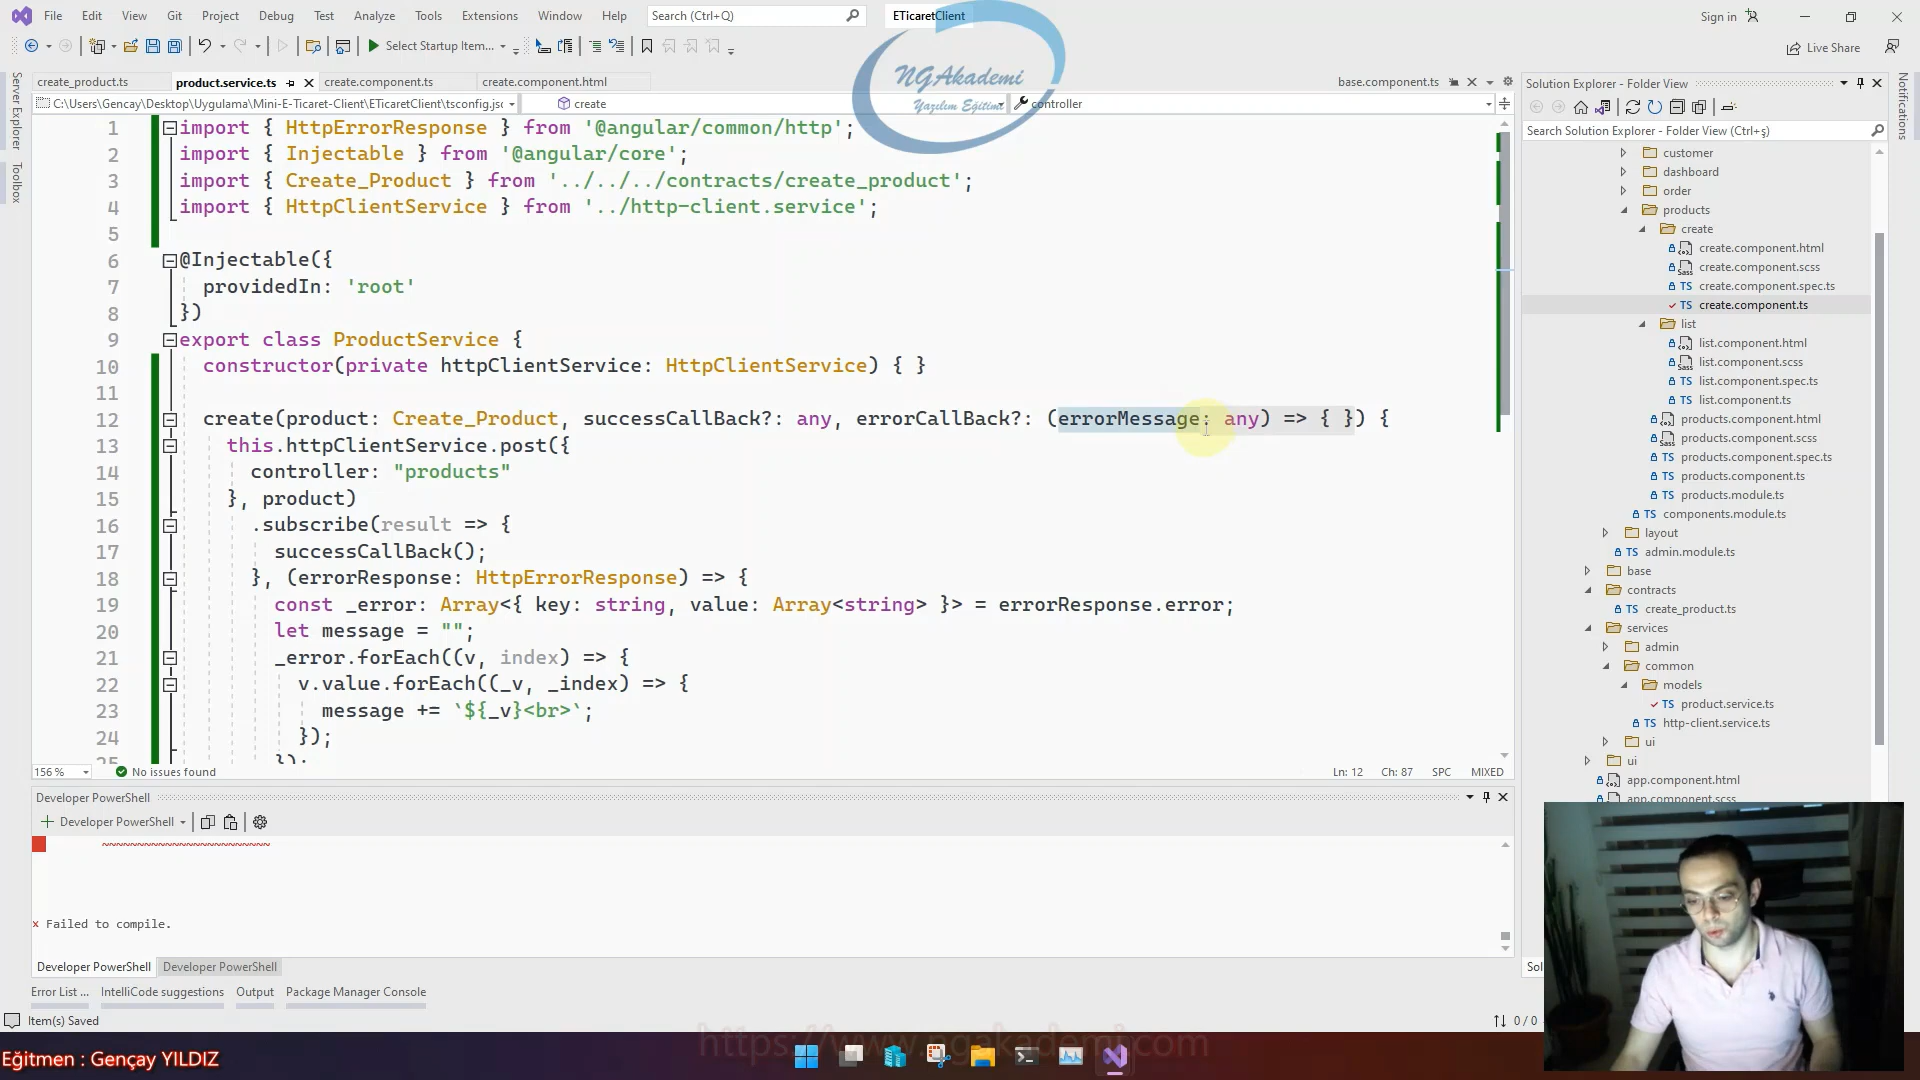 File Edit View Git Project Debug Test Analyze Tools Extensions Window Help Search (Ctrl+Q) ETicaretClient Sign in
Select Startup Item... Live Share
NGAkademi
Yazılım Eğitimi
Server Explorer
Toolbox
Notifications
create_product.ts product.service.ts create.component.ts create.component.html base.component.ts
C:\Users\Gencay\Desktop\Uygulama\Mini-E-Ticaret-Client\ETicaretClient\tsconfig.jsc create controller
1 import { HttpErrorResponse } from '@angular/common/http';
2 import { Injectable } from '@angular/core';
3 import { Create_Product } from '../../../contracts/create_product';
4 import { HttpClientService } from '../http-client.service';
5
6 @Injectable({
7 providedIn: 'root'
8 })
9 export class ProductService {
10 constructor(private httpClientService: HttpClientService) { }
11
12 create(product: Create_Product, successCallBack?: any, errorCallBack?: (errorMessage: any) => { }) {
13 this.httpClientService.post({
14 controller: "products"
15 }, product)
16 .subscribe(result => {
17 successCallBack();
18 }, (errorResponse: HttpErrorResponse) => {
19 const _error: Array<{ key: string, value: Array<string> }> = errorResponse.error;
20 let message = "";
21 _error.forEach((v, index) => {
22 v.value.forEach((_v, _index) => {
23 message += `${_v}<br>`;
24 });
25 });
156 % No issues found Ln: 12 Ch: 87 SPC MIXED
Developer PowerShell
Developer PowerShell
~~~~~~~~~~~~~~~~~~~~~~~~
x Failed to compile.
Developer PowerShell Developer PowerShell
Error List ... IntelliCode suggestions Output Package Manager Console
Item(s) Saved 0 / 0
Solution Explorer - Folder View
Search Solution Explorer - Folder View (Ctrl+ş)
customer
dashboard
order
products
create
create.component.html
create.component.scss
TS create.component.spec.ts
TS create.component.ts
list
list.component.html
list.component.scss
TS list.component.spec.ts
TS list.component.ts
products.component.html
products.component.scss
TS products.component.spec.ts
TS products.component.ts
TS products.module.ts
TS components.module.ts
layout
TS admin.module.ts
base
contracts
TS create_product.ts
services
admin
common
models
TS product.service.ts
TS http-client.service.ts
ui
ui
app.component.html
app.component.scss
Sol
https://www.ngakademi.com
Eğitmen : Gençay YILDIZ